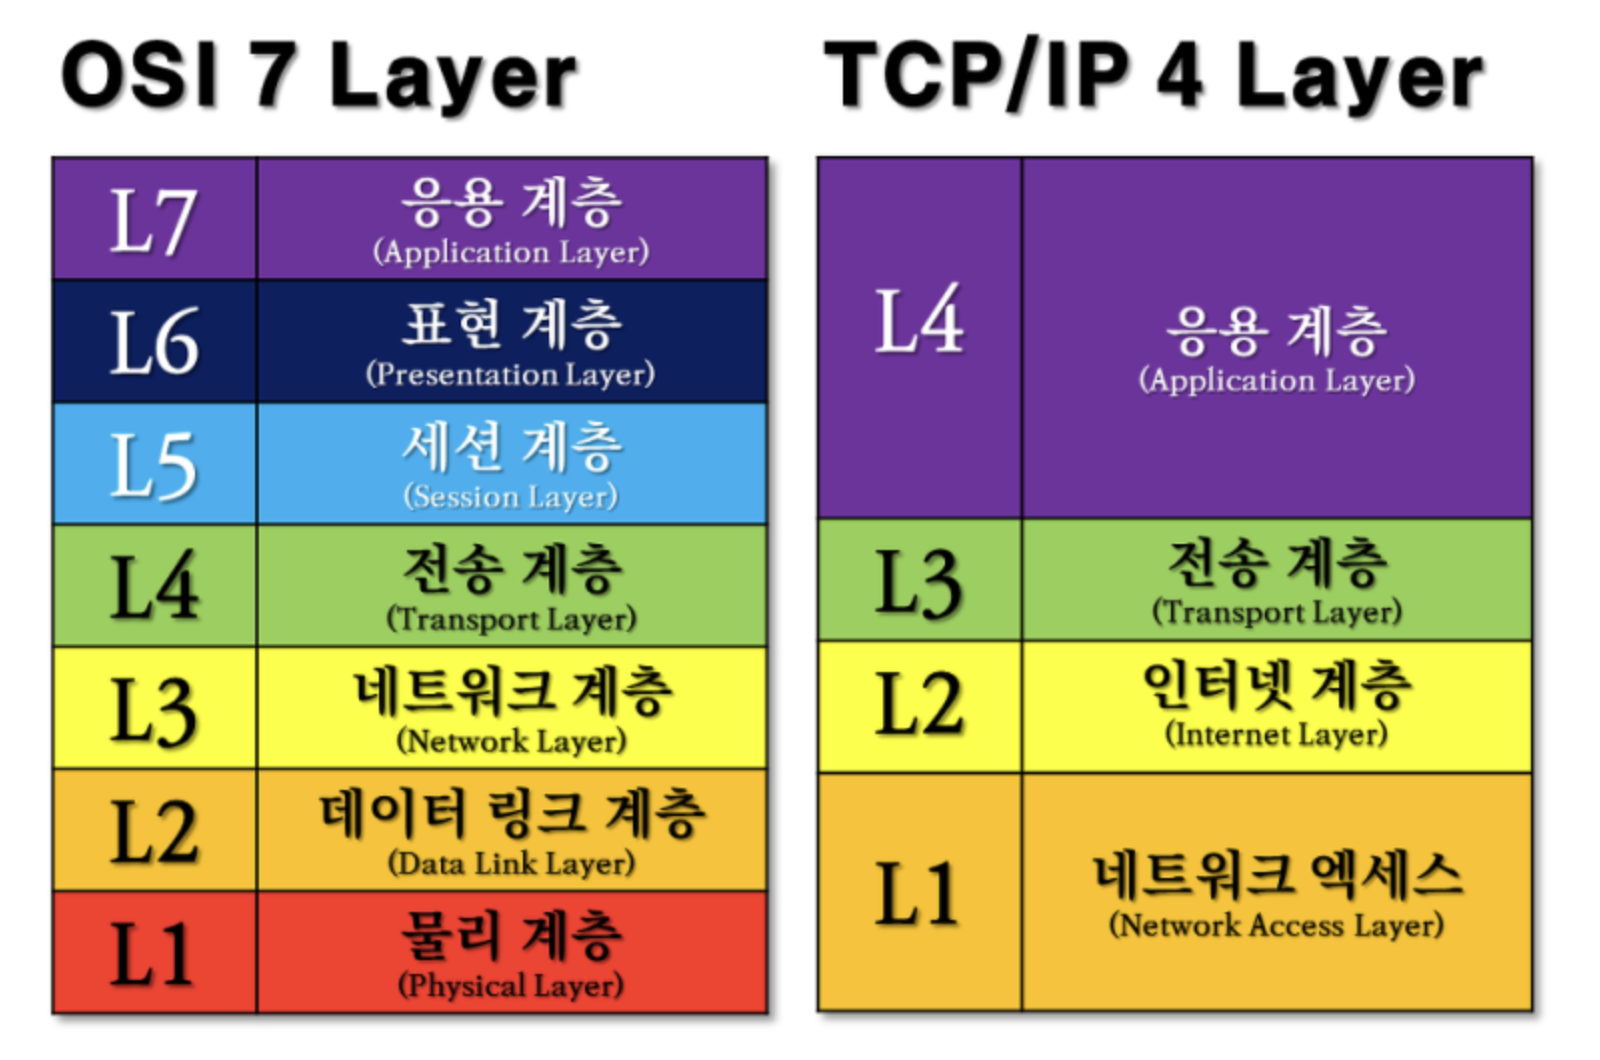 OSI 7 Layer
L7
응용 계층
(Application Layer)
L6
표현 계층
(Presentation Layer)
L5
세션 계층
(Session Layer)
L4
전송 계층
(Transport Layer)
L3
네트워크 계층
(Network Layer)
L2
데이터 링크 계층
(Data Link Layer)
L1
물리 계층
(Physical Layer)
TCP/IP 4 Layer
L4
응용 계층
(Application Layer)
L3
전송 계층
(Transport Layer)
L2
인터넷 계층
(Internet Layer)
L1
네트워크 엑세스
(Network Access Layer)